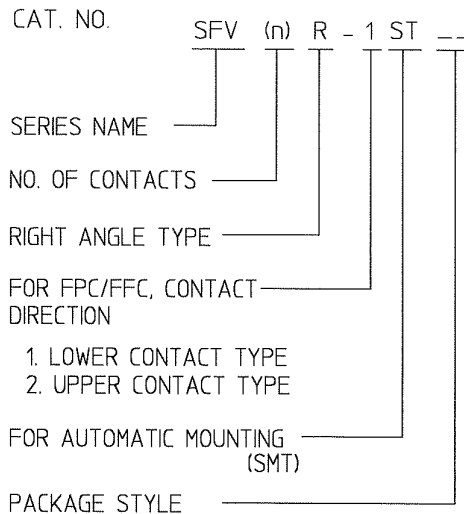 CAT. NO.
SFV (n) R - 1 ST __
SERIES NAME
NO. OF CONTACTS
RIGHT ANGLE TYPE
FOR FPC/FFC, CONTACT
DIRECTION
1. LOWER CONTACT TYPE
2. UPPER CONTACT TYPE
FOR AUTOMATIC MOUNTING
(SMT)
PACKAGE STYLE